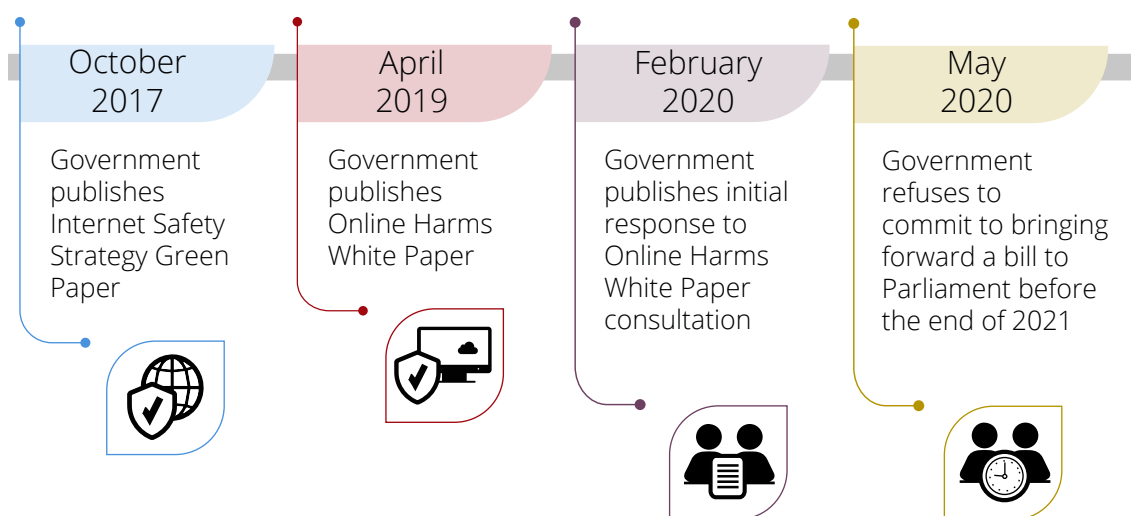 October
2017
Government
publishes
Internet Safety
Strategy Green
Paper
April
2019
Government
publishes
Online Harms
White Paper
February
2020
Government
publishes initial
response to
Online Harms
White Paper
consultation
May
2020
Government
refuses to
commit to bringing
forward a bill to
Parliament before
the end of 2021